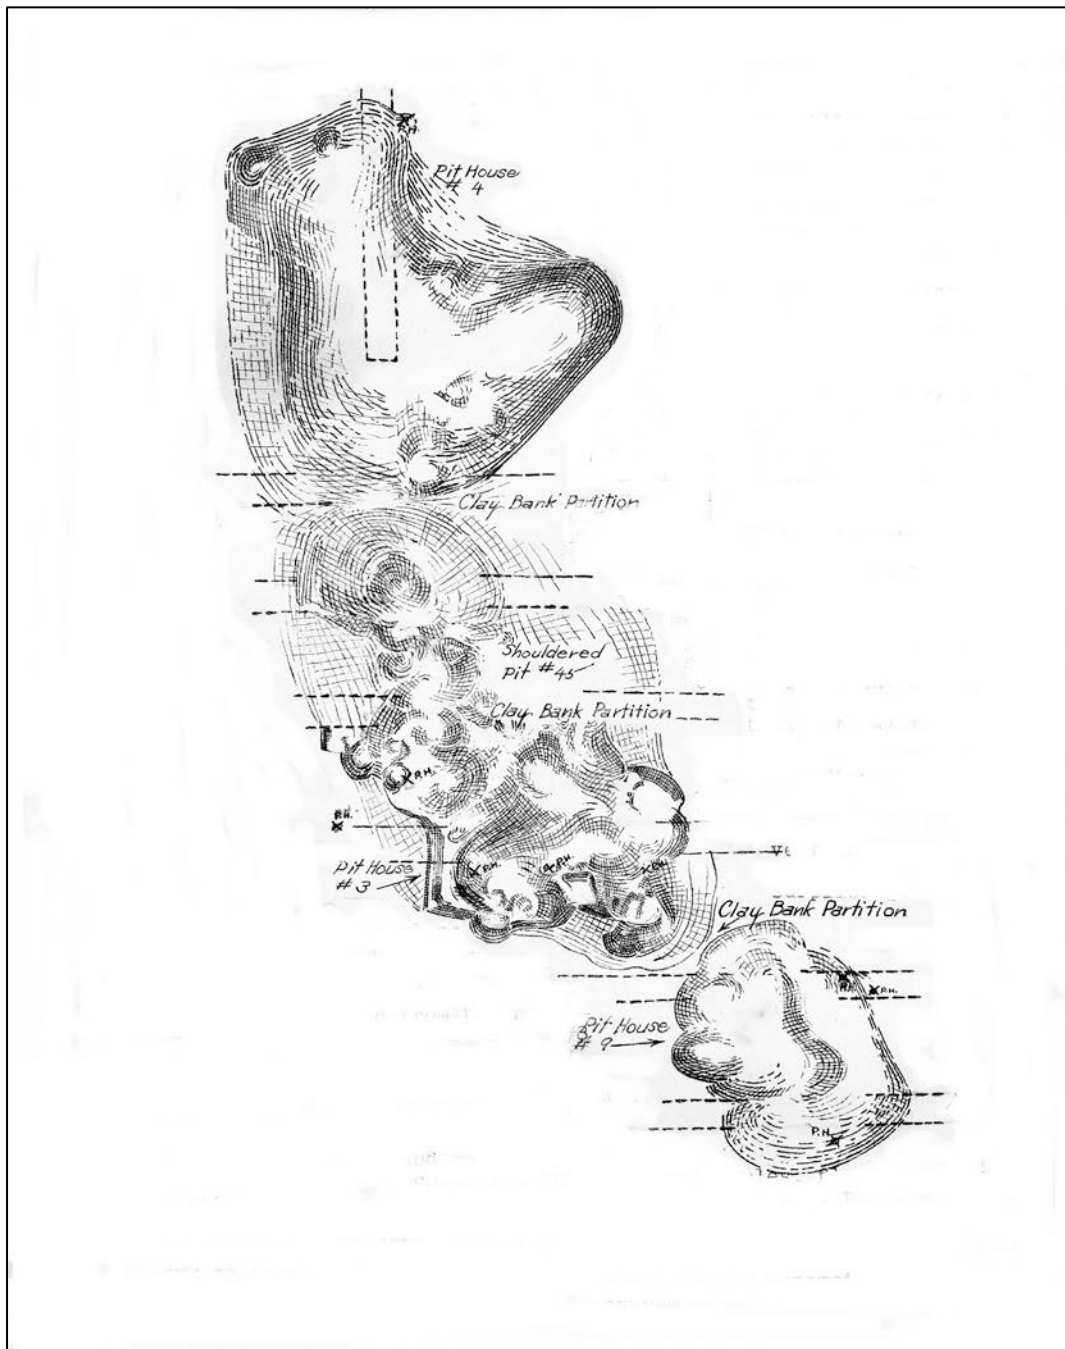 P.H.
Pit House
# 4
Clay Bank Partition
Shouldered
Pit # 45
Clay Bank Partition
P.H.
P.H.
Pit House
# 3
P.H.
P.H.
P.H.
Clay Bank Partition
P.H.
P.H.
Pit House
# 9
P.H.